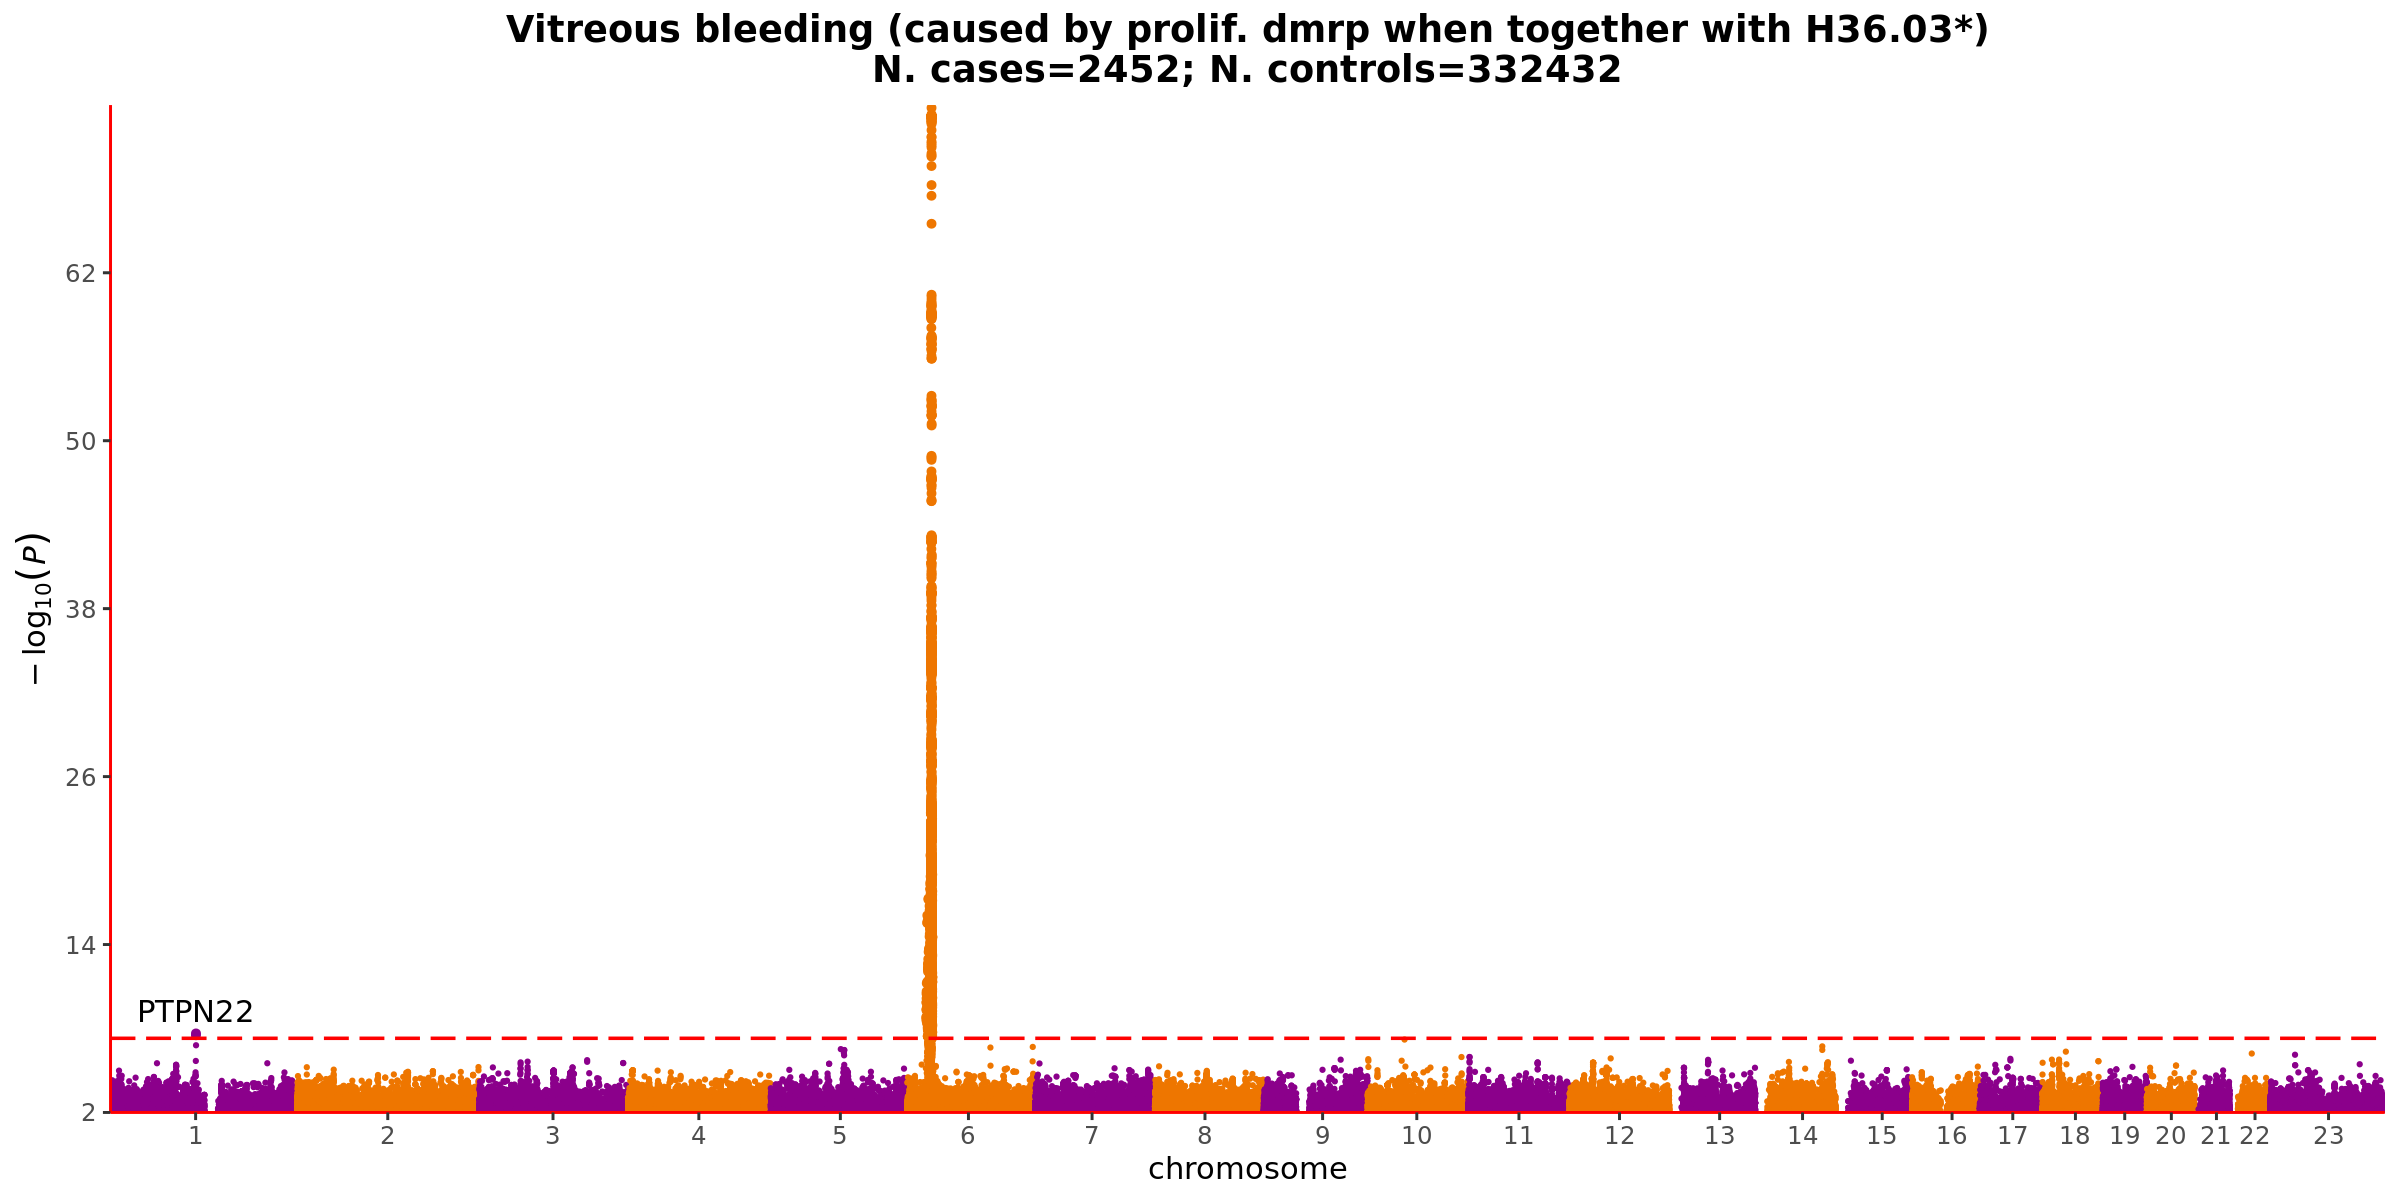 Vitreous bleeding (caused by prolif. dmrp when together with H36.03*)
N. cases=2452; N. controls=332432
− log10(P)
62
50
38
26
14
2
PTPN22
1 2 3 4 5 6 7 8 9 10 11 12 13 14 15 16 17 18 19 20 21 22 23
chromosome